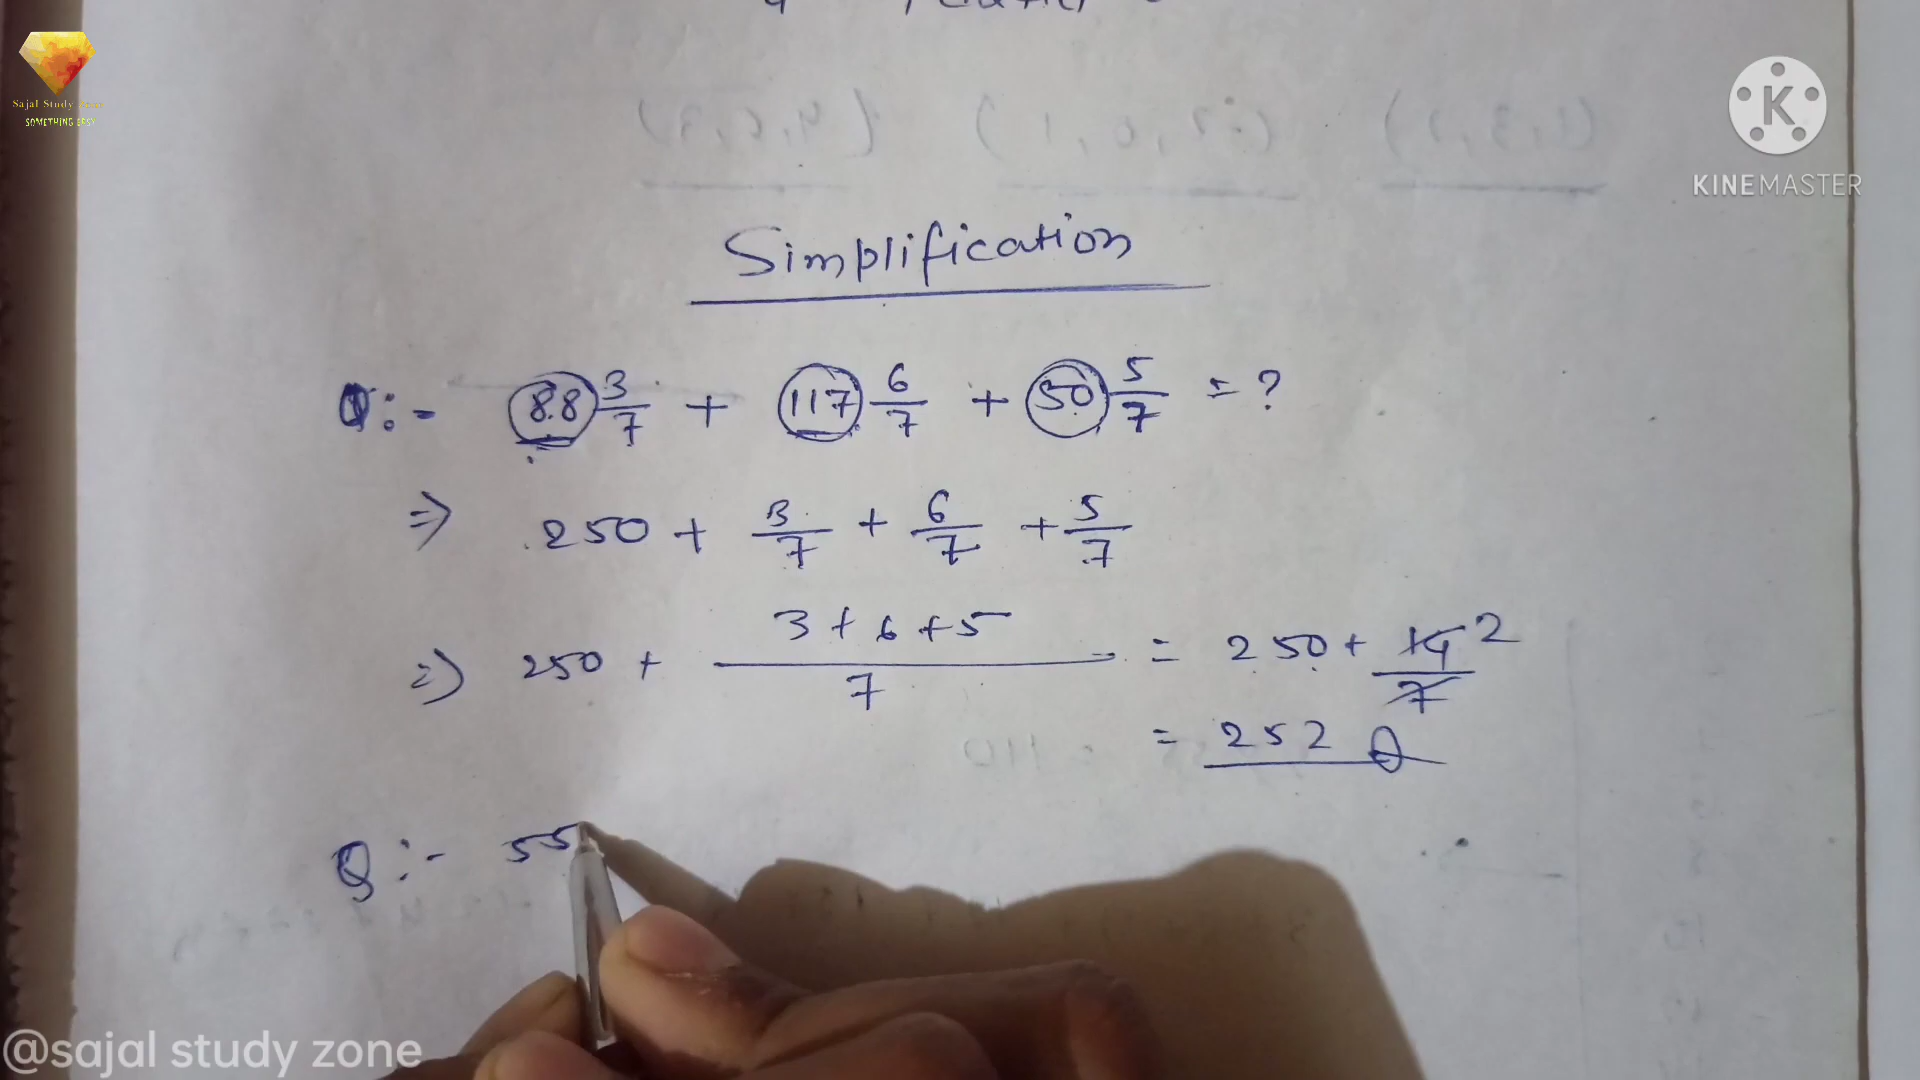 Sajal Study Zone
SOMETHING EASY
K
KINEMASTER
Simplification
Q:- 88 3/7 + 117 6/7 + 50 5/7 = ?
⇒ 250 + 3/7 + 6/7 + 5/7
⇒ 250 + 3+6+5/7 = 250 + 14/7 2
= 252
Q:- 55
@sajal study zone